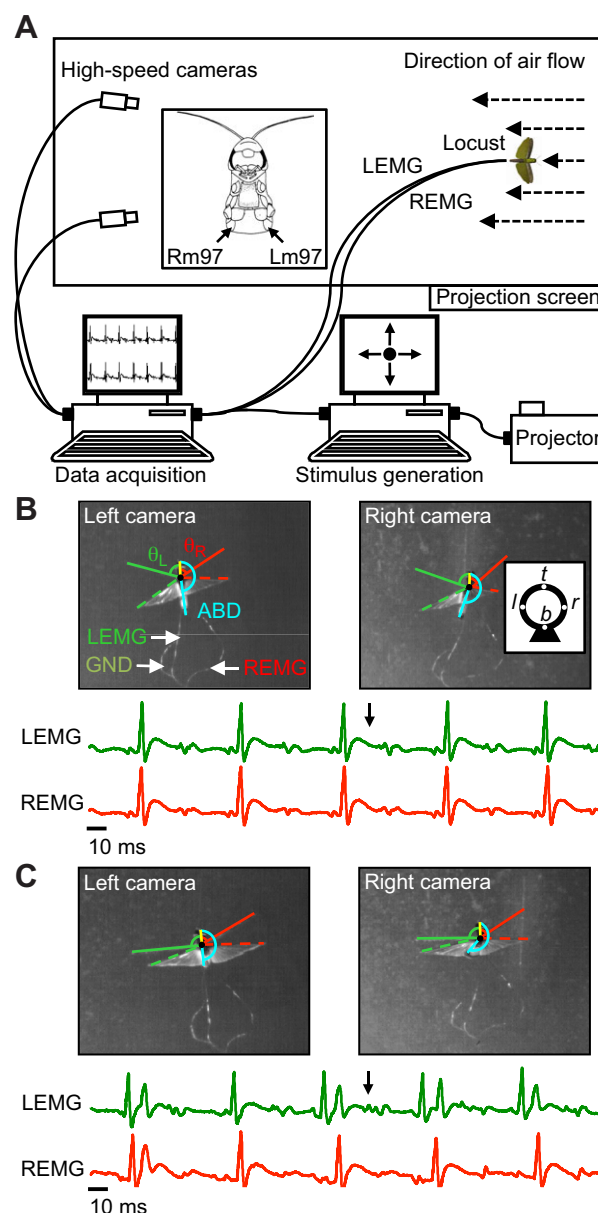 A
High-speed cameras
Direction of air flow
Locust
LEMG
REMG
Rm97
Lm97
Projection screen
Projector
Data acquisition
Stimulus generation
B
Left camera
Right camera
θL
θR
ABD
LEMG
GND
REMG
t
l
r
b
LEMG
REMG
10 ms
C
Left camera
Right camera
LEMG
REMG
10 ms